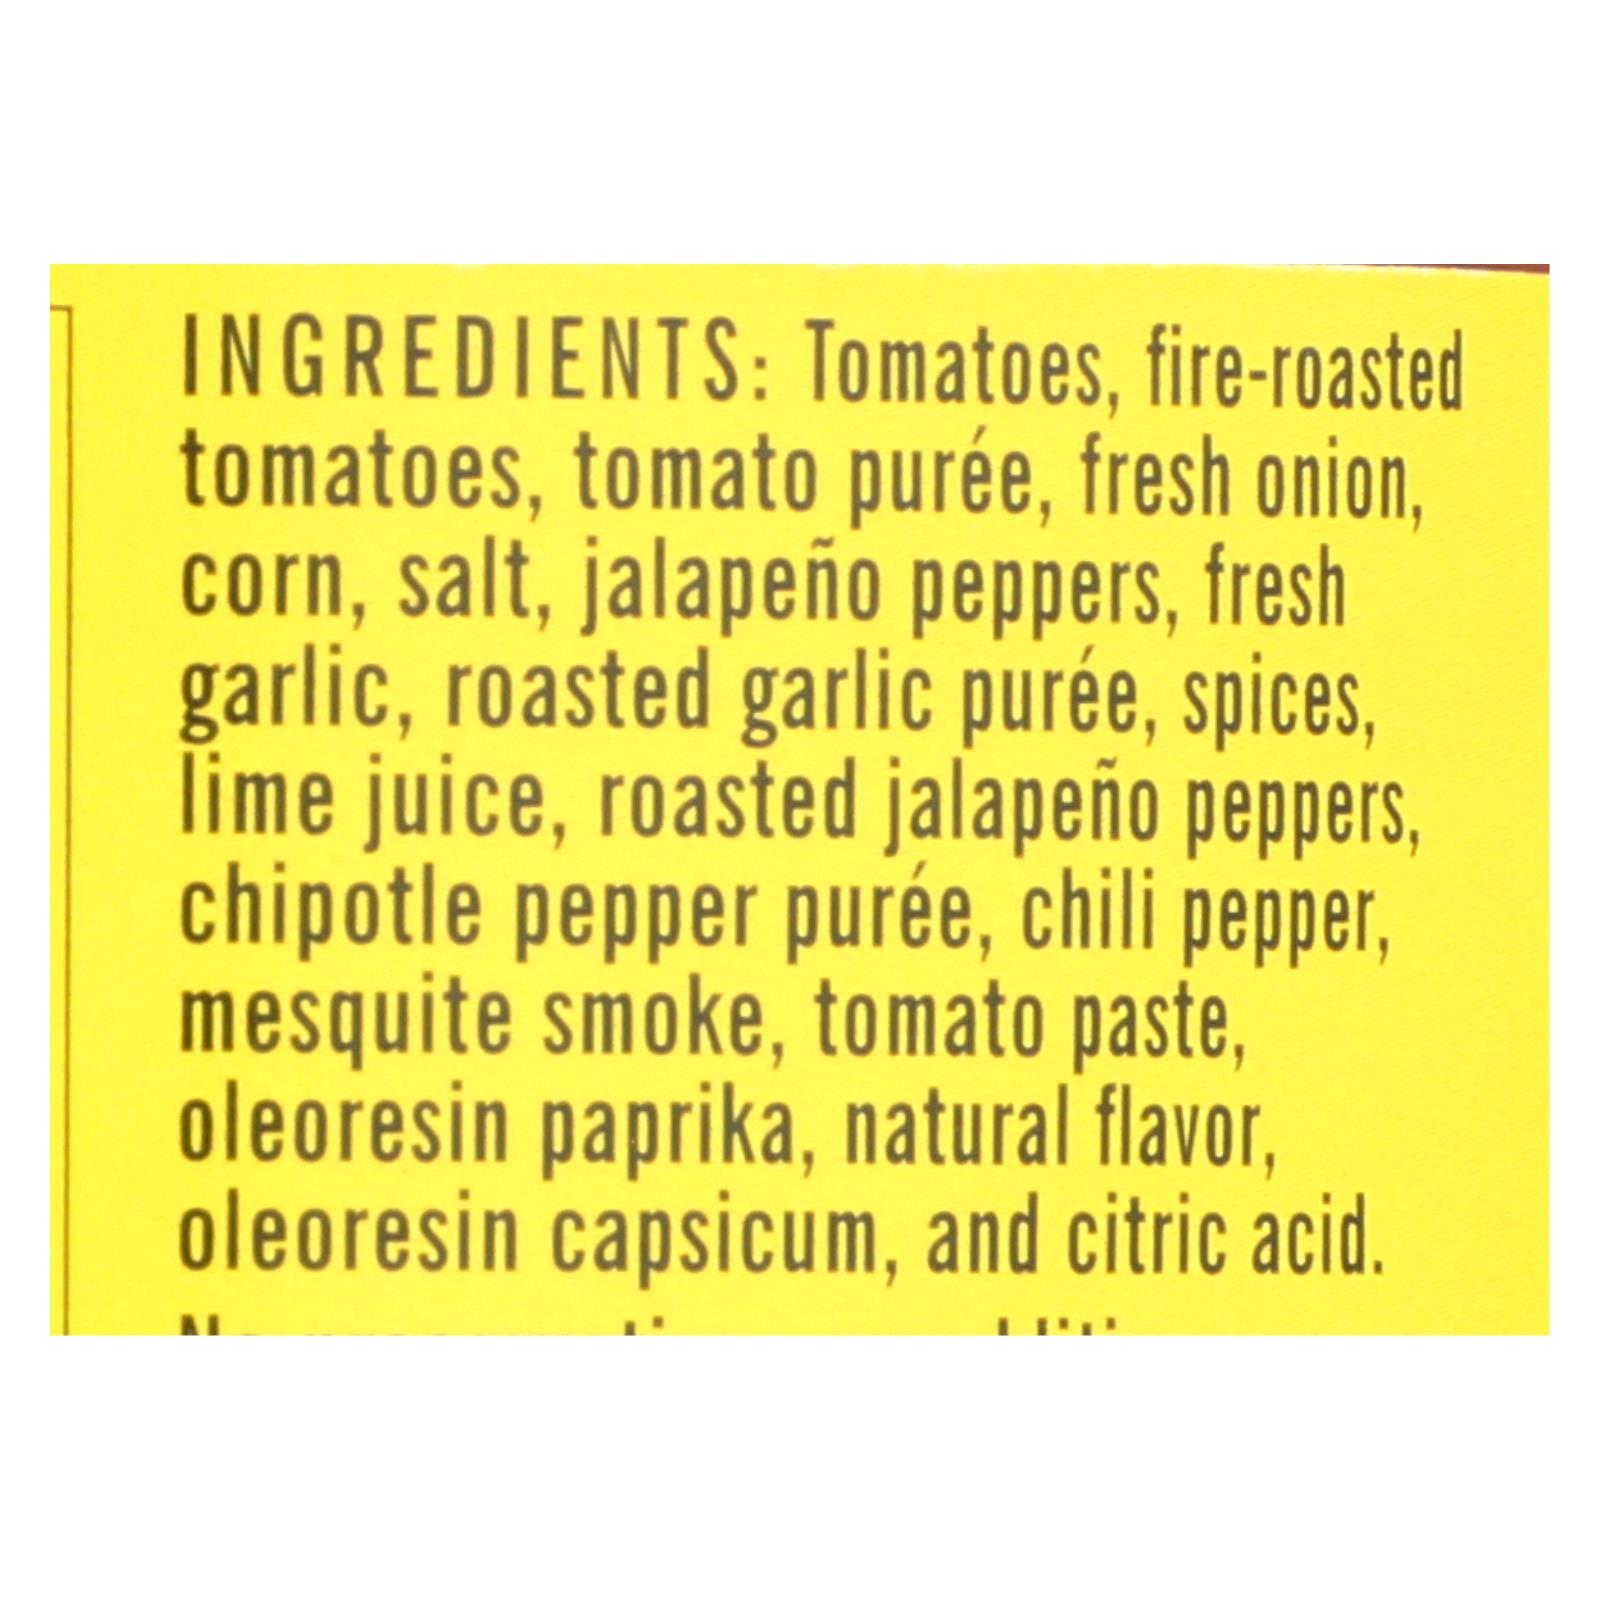 INGREDIENTS: Tomatoes, fire-roasted
tomatoes, tomato purée, fresh onion,
corn, salt, jalapeño peppers, fresh
garlic, roasted garlic purée, spices,
lime juice, roasted jalapeño peppers,
chipotle pepper purée, chili pepper,
mesquite smoke, tomato paste,
oleoresin paprika, natural flavor,
oleoresin capsicum, and citric acid.